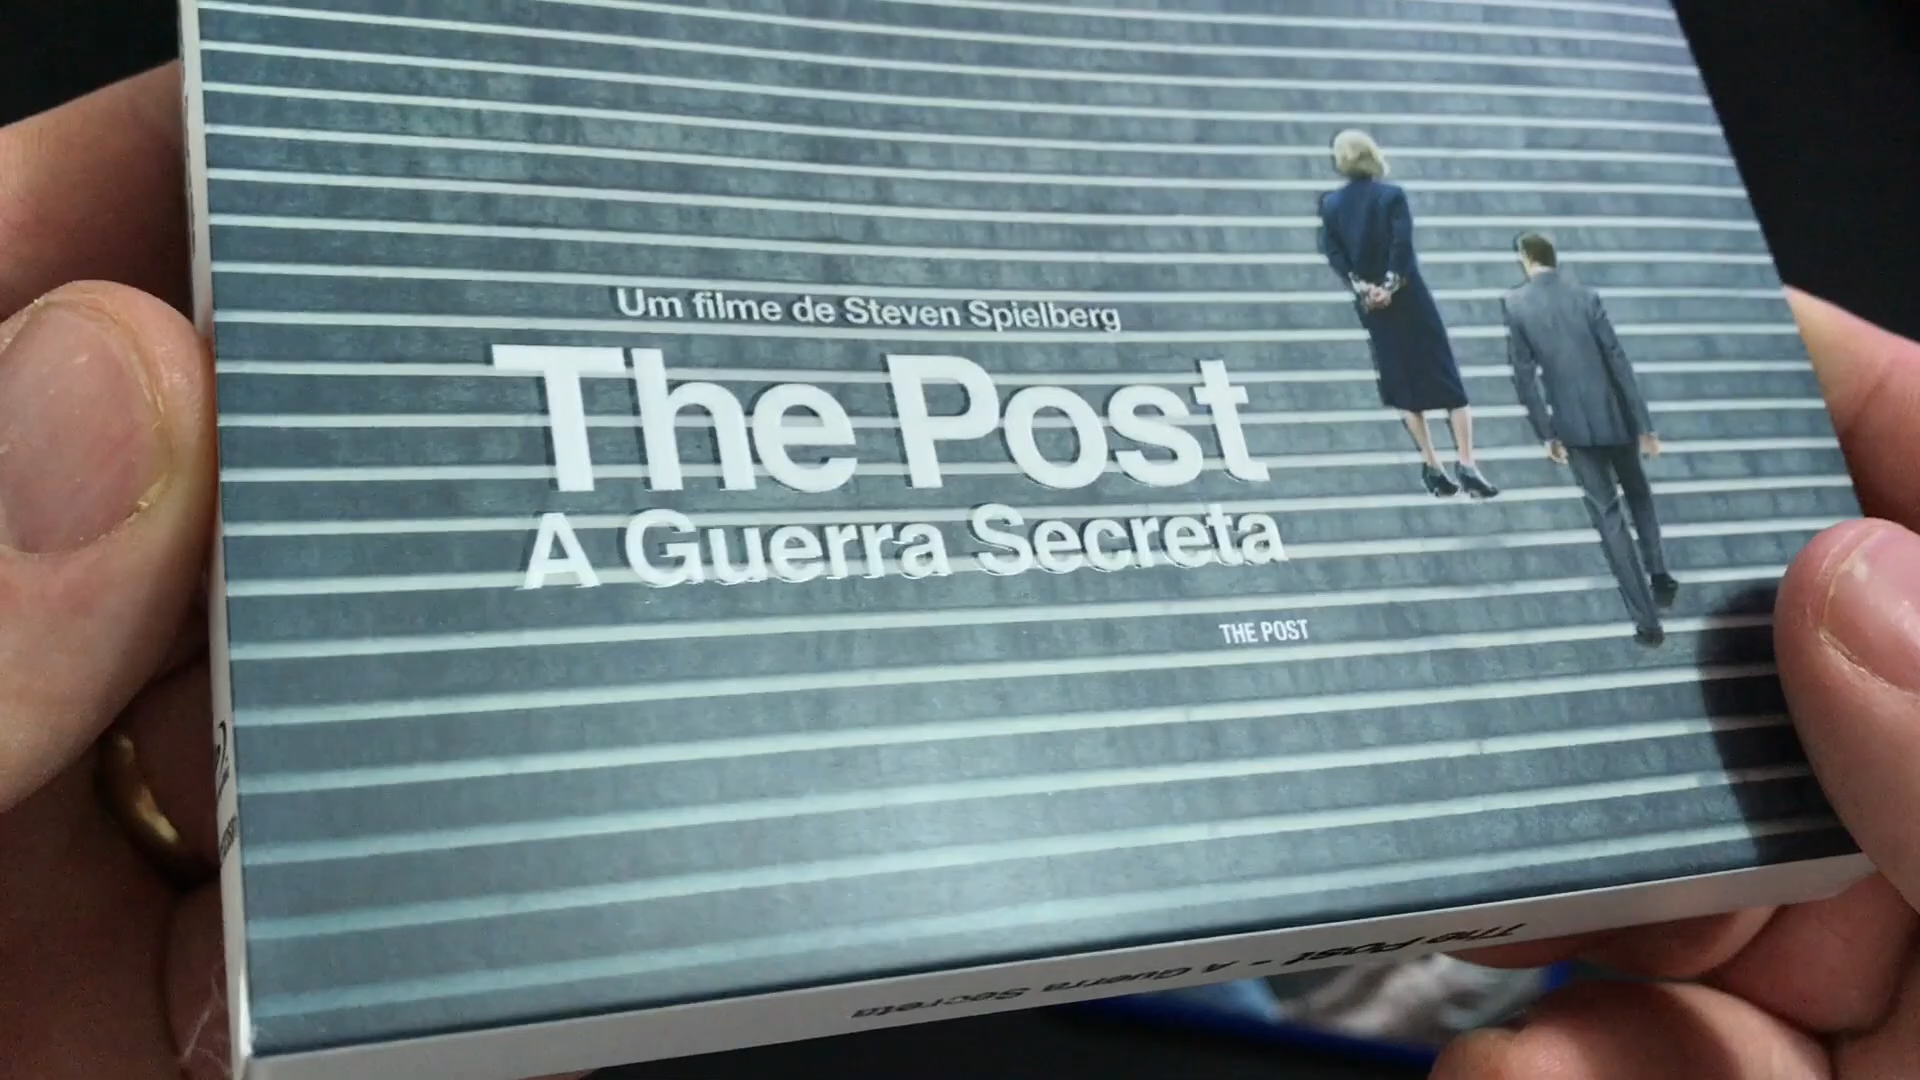 Um filme de Steven Spielberg
The Post
A Guerra Secreta
THE POST
The Post - A Guerra Secreta